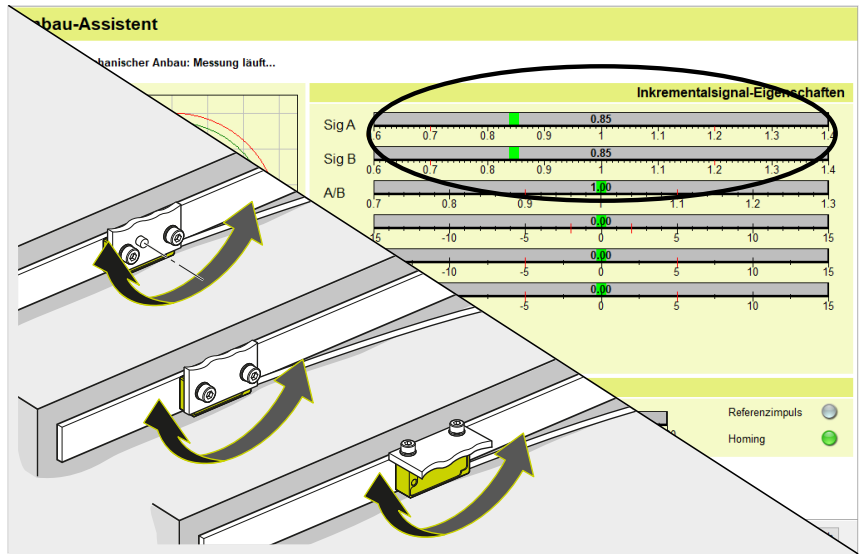 bau-Assistent
hanischer Anbau: Messung läuft...
Inkrementalsignal-Eigenschaften
Sig A
0.85
6 0.7 0.8 0.9 1 1.1 1.2 1.3 1.4
Sig B
0.85
0.6 0.7 0.8 0.9 1 1.1 1.2 1.3 1.4
A/B
1.00
0.7 0.8 0.9 1.1 1.2 1.3
0.00
15 -10 -5 0 5 10 15
0.00
-10 -5 0 5 10 15
0.00
-5 0 5 10 15
Referenzimpuls
Homing